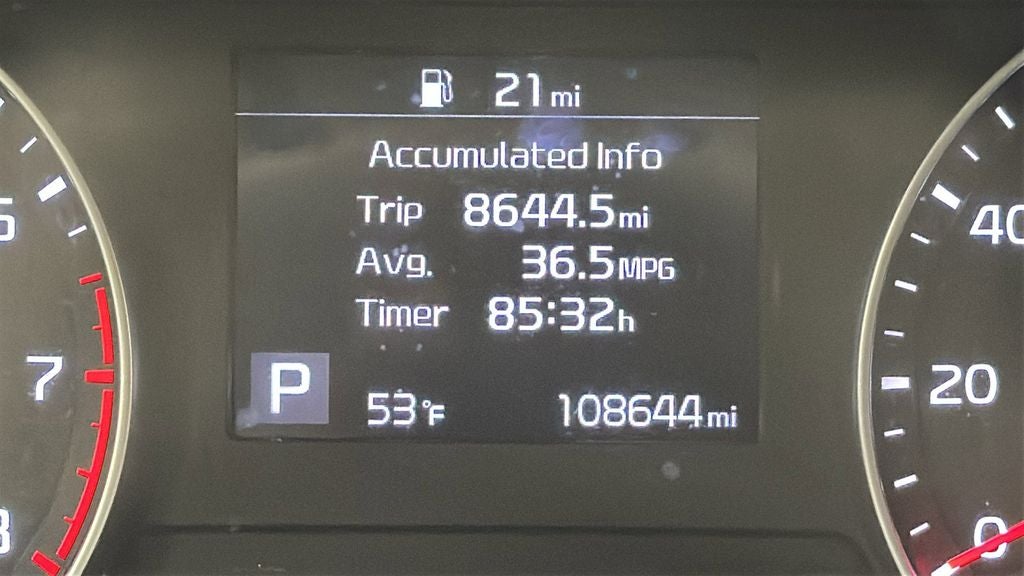 21 mi
Accumulated Info
Trip 8644.5 mi
Avg. 36.5 MPG
Timer 85:32 h
P
53°F 108644 mi
7
40
20
0